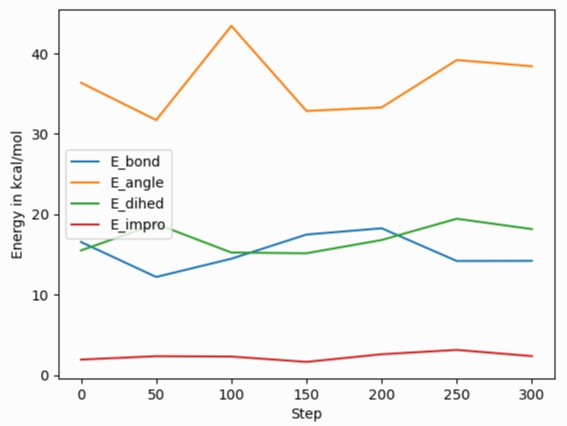 40
30
20
10
0
Energy in kcal/mol
E_bond
E_angle
E_dihed
E_impro
0 50 100 150 200 250 300
Step